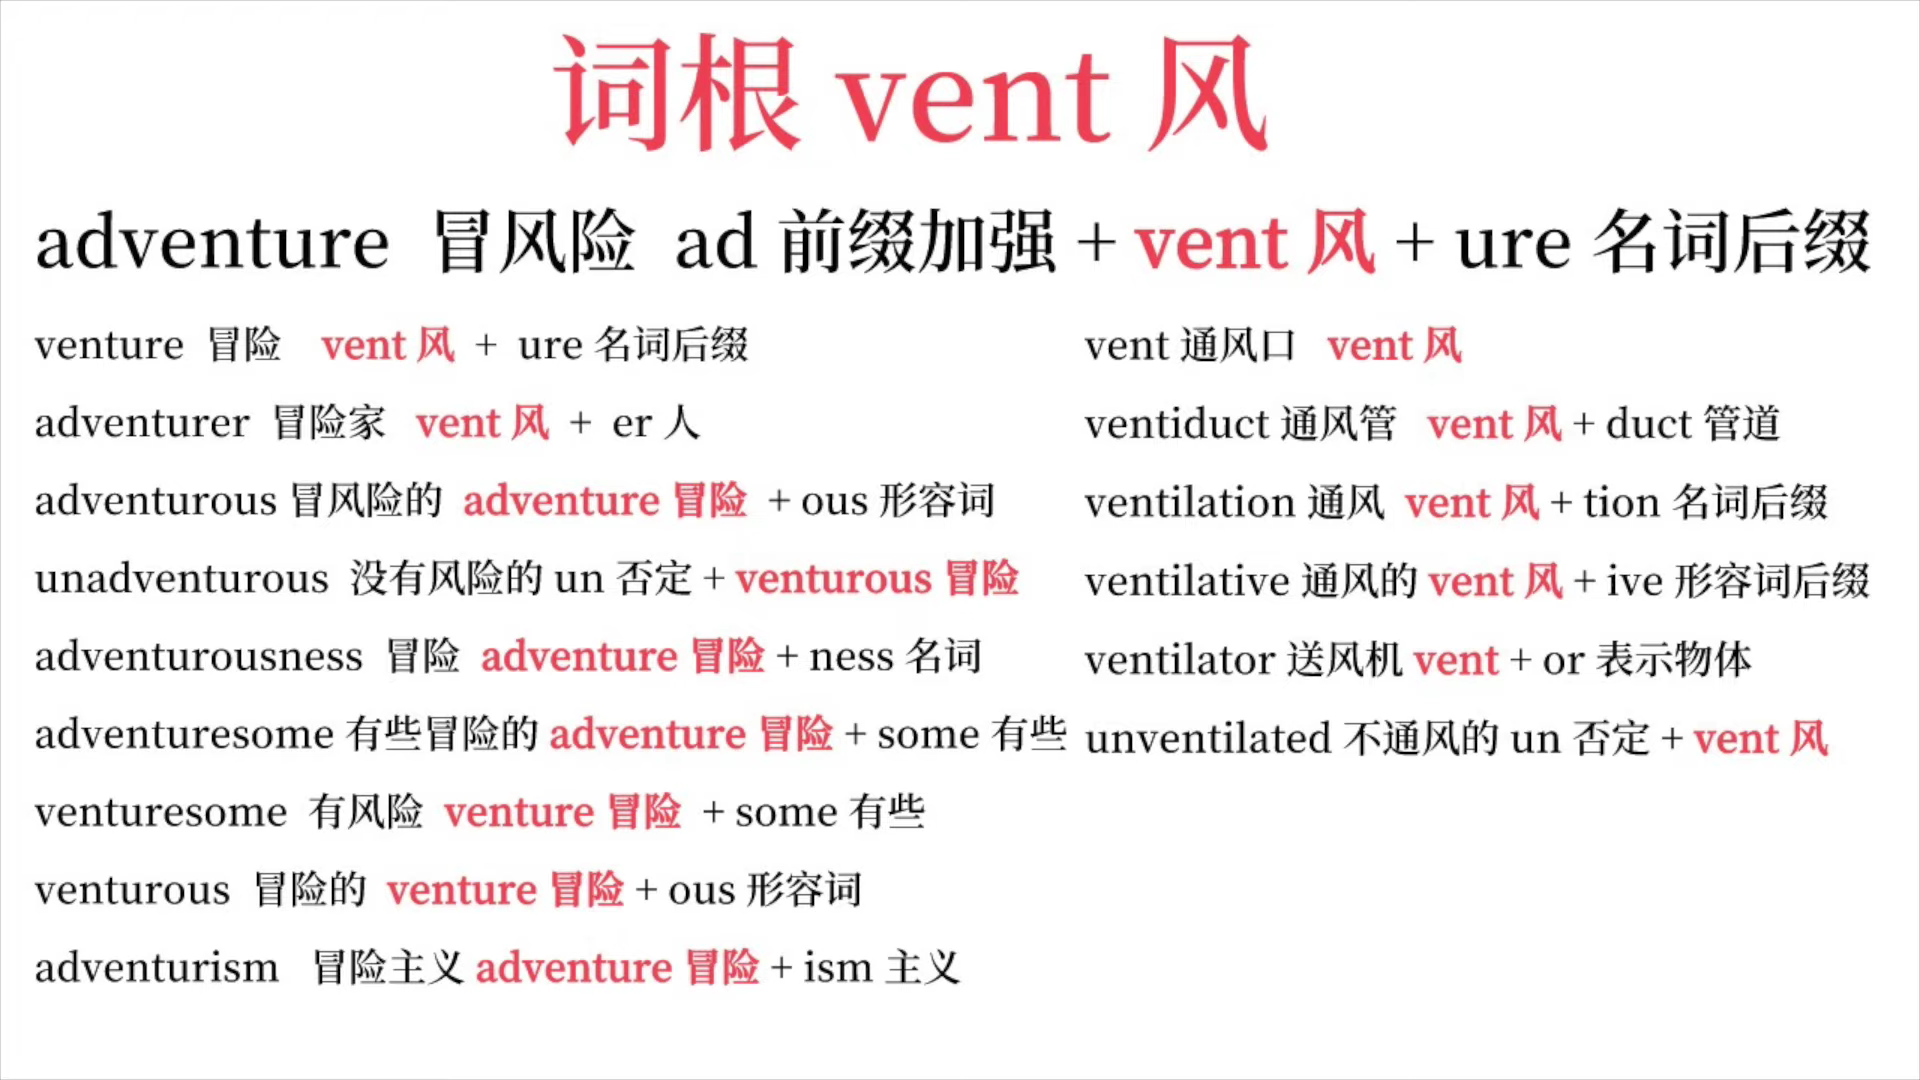 词根 vent 风
adventure 冒风险 ad 前缀加强 + vent 风 + ure 名词后缀
venture 冒险 vent 风 + ure 名词后缀
adventurer 冒险家 vent 风 + er 人
adventurous 冒风险的 adventure 冒险 + ous 形容词
unadventurous 没有风险的 un 否定 + venturous 冒险
adventurousness 冒险 adventure 冒险 + ness 名词
adventuresome 有些冒险的 adventure 冒险 + some 有些
venturesome 有风险 venture 冒险 + some 有些
venturous 冒险的 venture 冒险 + ous 形容词
adventurism 冒险主义 adventure 冒险 + ism 主义
vent 通风口 vent 风
ventiduct 通风管 vent 风 + duct 管道
ventilation 通风 vent 风 + tion 名词后缀
ventilative 通风的 vent 风 + ive 形容词后缀
ventilator 送风机 vent + or 表示物体
unventilated 不通风的 un 否定 + vent 风